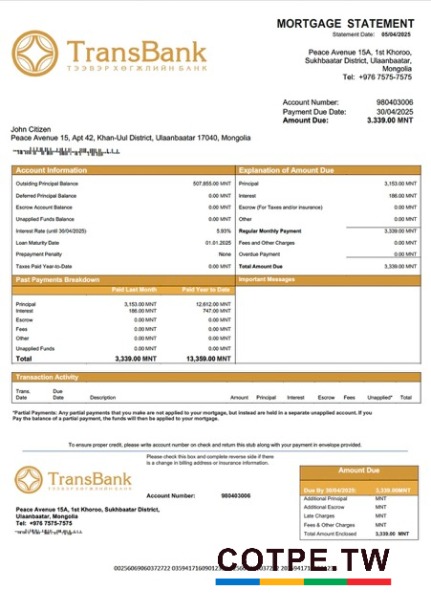 MORTGAGE STATEMENT
Statement Date: 05/04/2025
TransBank
ТЭЭВЭР ХӨГЖЛИЙН БАНК
Peace Avenue 15A, 1st Khoroo,
Sukhbaatar District, Ulaanbaatar,
Mongolia
Tel: +976 7575-7575
Account Number: 980403006
Payment Due Date: 30/04/2025
Amount Due: 3.339.00 MNT
John Citizen
Peace Avenue 15, Apt 42, Khan-Uul District, Ulaanbaatar 17040, Mongolia
Account Information
Outsiding Principal Balance 507,855.00 MNT
Deferred Principal Balance 0.00 MNT
Escrow Account Balance 0.00 MNT
Unapplied Funds Balance 0.00 MNT
Interest Rate (until 30/04/2025) 5.93%
Loan Maturity Date 01.01.2025
Prepayment Penalty None
Taxes Paid Year-to-Date 0.00 MNT
Explanation of Amount Due
Principal 3,153.00 MNT
Interest 186.00 MNT
Escrow (For Taxes and/or insurance) 0.00 MNT
Other 0.00 MNT
Regular Monthly Payment 3,339.00 MNT
Fees and Other Charges 0.00 MNT
Overdue Payment 0.00 MNT
Total Amount Due 3,339.00 MNT
Past Payments Breakdown
Paid Last Month Paid Year to Date
Principal 3,153.00 MNT 12,612.00 MNT
Interest 186.00 MNT 747.00 MNT
Escrow 0.00 MNT 0.00 MNT
Fees 0.00 MNT 0.00 MNT
Other 0.00 MNT 0.00 MNT
Unapplied Funds 0.00 MNT 0.00 MNT
Total 3,339.00 MNT 13,359.00 MNT
Important Messages
Transaction Activity
Trans. Date Due Date Description Amount Principal Interest Escrow Fees Unapplied* Total
*Partial Payments: Any partial payments that you make are not applied to your mortgage, but instead are held in a separate unapplied account. If you
Pay the balance of a partial payment, the funds will then be applied to your mortgage.
To ensure proper credit, please write account number on check and return this stub along with your payment in envelope provided.
Please check this box and complete reverse side if there
is a change in billing address or insurance information.
TransBank
ТЭЭВЭР ХӨГЖЛИЙН БАНК
Account Number: 980403006
Peace Avenue 15A, 1st Khoroo, Sukhbaatar District,
Ulaanbaatar, Mongolia
Tel: +976 7575-7575
Amount Due
Due By 30/04/2025: 3,339.00MNT
Additional Principal MNT
Additional Escrow MNT
Late Charges MNT
Fees & Other Charges MNT
Total Amount Enclosed 3,339.00 MNT
COTPE.TW